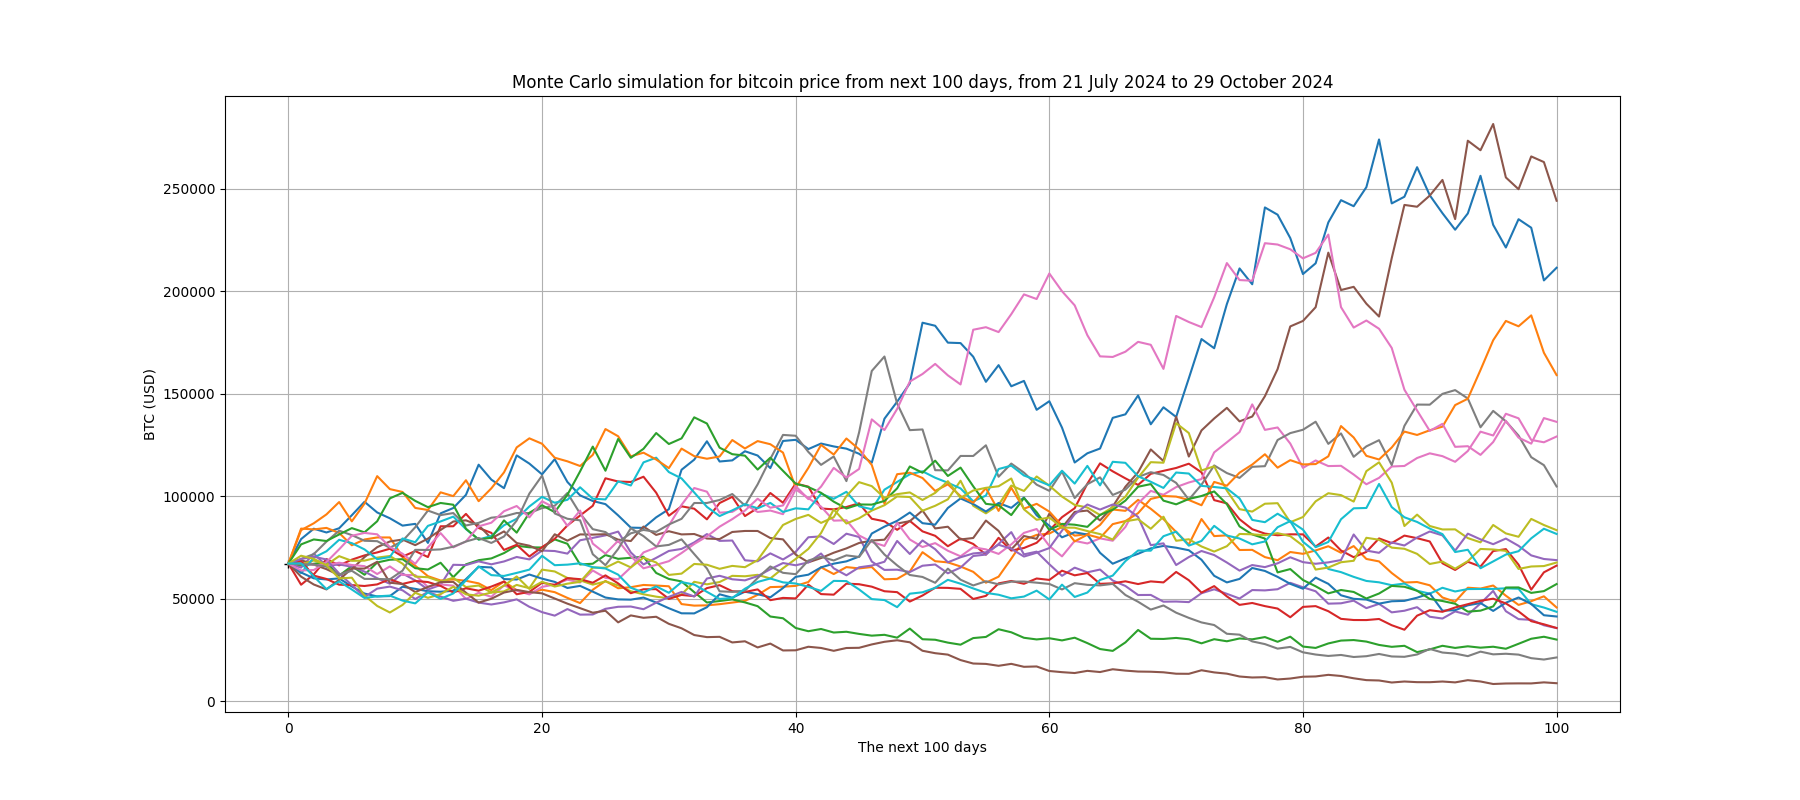 Monte Carlo simulation for bitcoin price from next 100 days, from 21 July 2024 to 29 October 2024
BTC (USD)
250000
200000
150000
100000
50000
0
0 20 40 60 80 100
The next 100 days